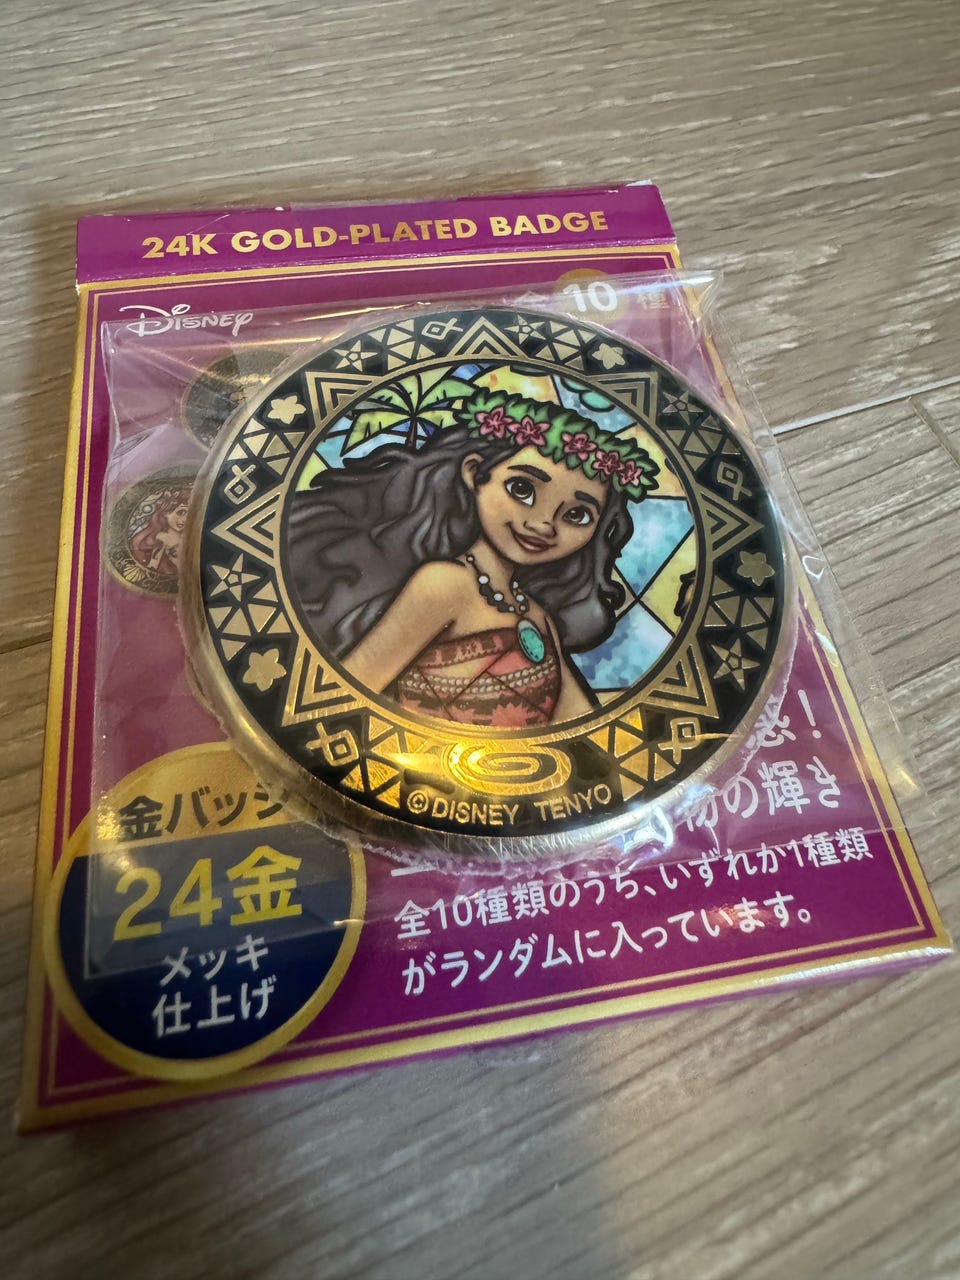 24K GOLD-PLATED BADGE
Disney
10種
©DISNEY TENYO
感!
の輝き
金バッジ
24金
メッキ
仕上げ
全10種類のうち、いずれか1種類
がランダムに入っています。